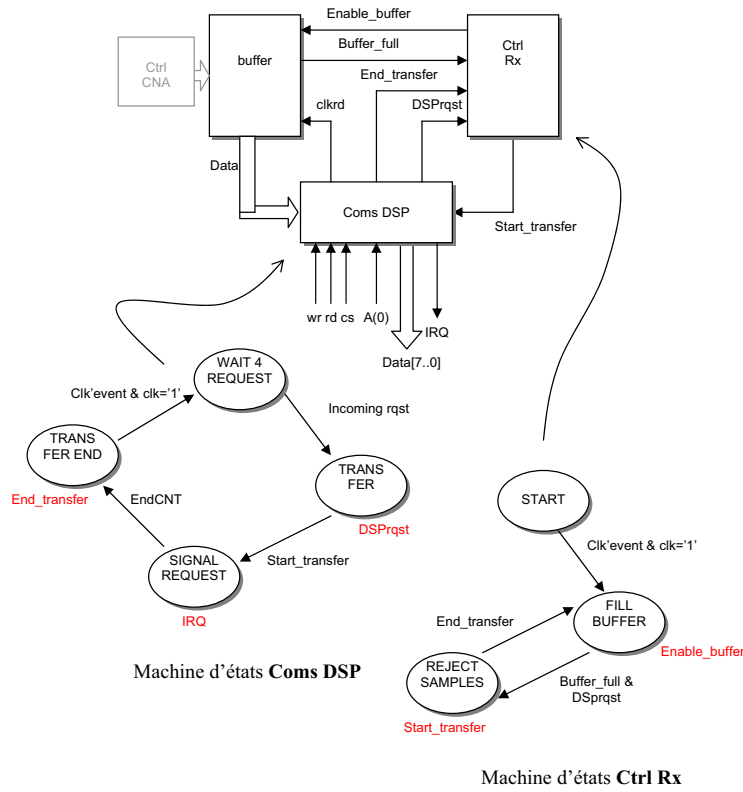 Enable_buffer
Buffer_full
buffer
Ctrl
Rx
Ctrl
CNA
End_transfer
clkrd
DSPrqst
Data
Coms DSP
Start_transfer
wr rd cs A(0)
IRQ
Data[7..0]
WAIT 4
REQUEST
Clk'event & clk='1'
Incoming rqst
TRANS
FER END
End_transfer
EndCNT
TRANS
FER
DSPrqst
Start_transfer
SIGNAL
REQUEST
IRQ
Machine d'états Coms DSP
START
Clk'event & clk='1'
FILL
BUFFER
Enable_buffer
End_transfer
REJECT
SAMPLES
Buffer_full &
DSprqst
Start_transfer
Machine d'états Ctrl Rx